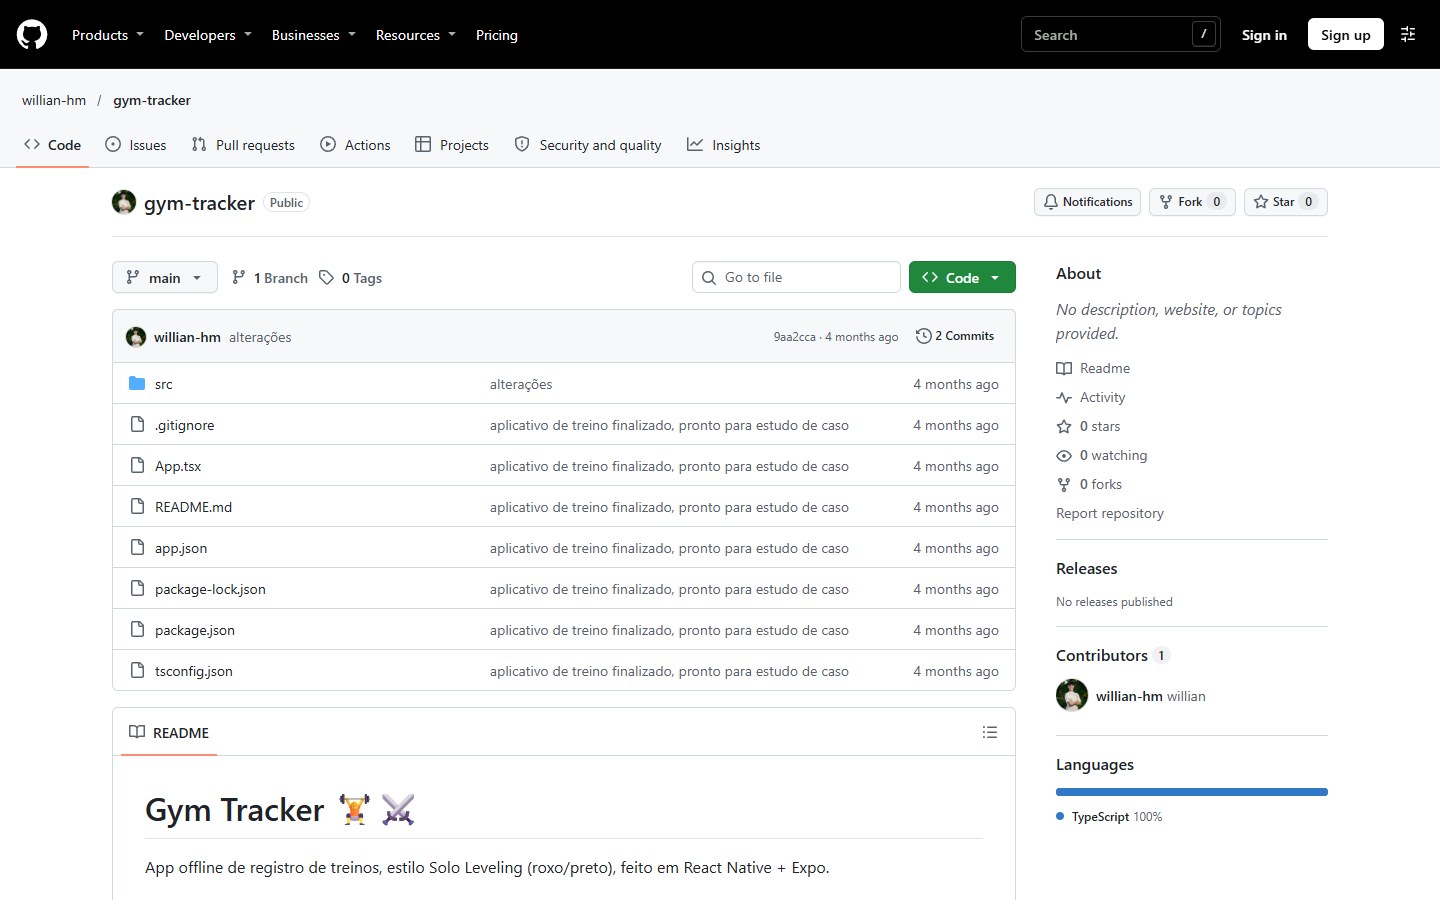 Products Developers Businesses Resources Pricing Search / Sign in Sign up
willian-hm / gym-tracker
Code Issues Pull requests Actions Projects Security and quality Insights
gym-tracker Public Notifications Fork 0 Star 0
main 1 Branch 0 Tags Go to file Code
willian-hm alterações 9aa2cca · 4 months ago 2 Commits
src alterações 4 months ago
.gitignore aplicativo de treino finalizado, pronto para estudo de caso 4 months ago
App.tsx aplicativo de treino finalizado, pronto para estudo de caso 4 months ago
README.md aplicativo de treino finalizado, pronto para estudo de caso 4 months ago
app.json aplicativo de treino finalizado, pronto para estudo de caso 4 months ago
package-lock.json aplicativo de treino finalizado, pronto para estudo de caso 4 months ago
package.json aplicativo de treino finalizado, pronto para estudo de caso 4 months ago
tsconfig.json aplicativo de treino finalizado, pronto para estudo de caso 4 months ago
README
Gym Tracker 🏋️ ⚔️
App offline de registro de treinos, estilo Solo Leveling (roxo/preto), feito em React Native + Expo.
About
No description, website, or topics
provided.
Readme
Activity
0 stars
0 watching
0 forks
Report repository
Releases
No releases published
Contributors 1
willian-hm willian
Languages
TypeScript 100%